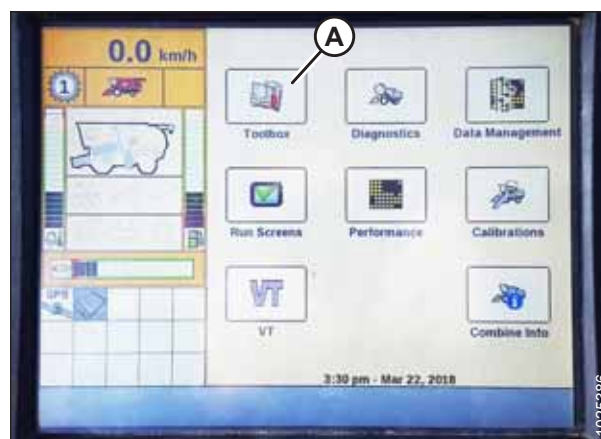 0.0 km/h
A
1
Toolbox
Diagnostics
Data Management
Run Screens
Performance
Calibrations
GPS
VT
VT
Combine Info
3:30 pm - Mar 22, 2018
1025286